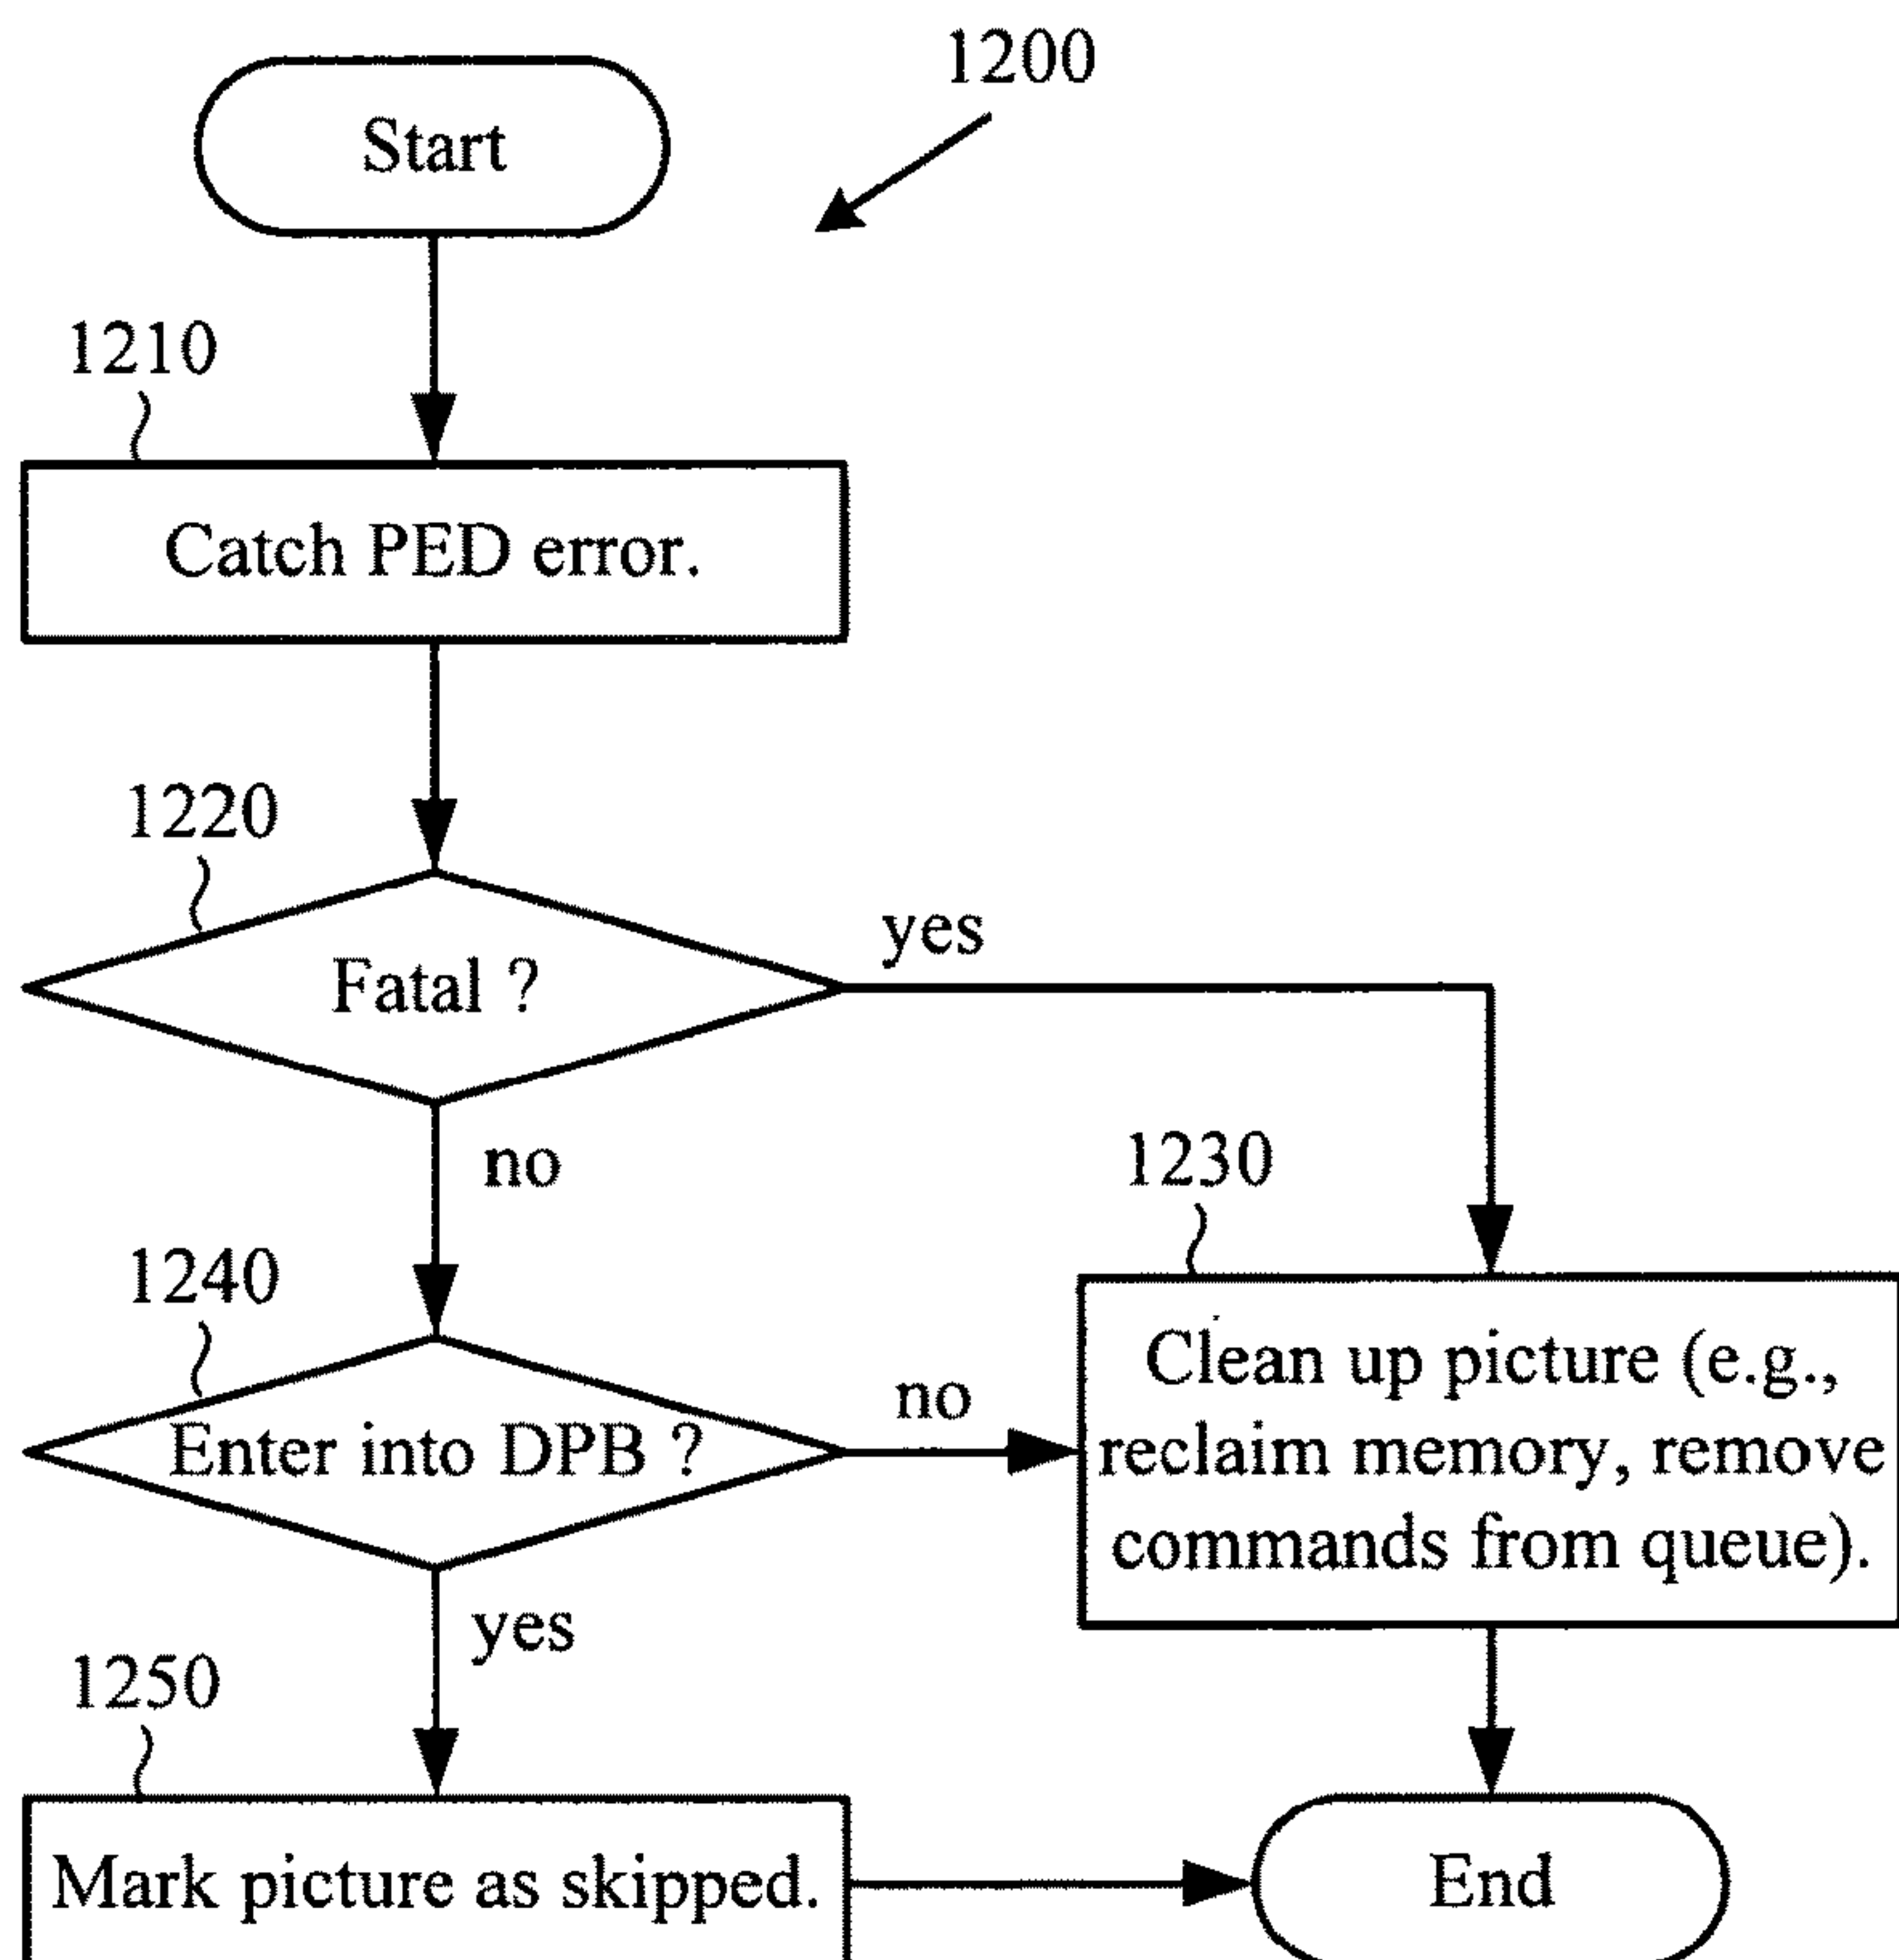 1200
Start
1210
Catch PED error.
1220
Fatal ?
yes
no
1230
1240
Enter into DPB ?
no
Clean up picture (e.g.,
reclaim memory, remove
commands from queue).
yes
1250
Mark picture as skipped.
End